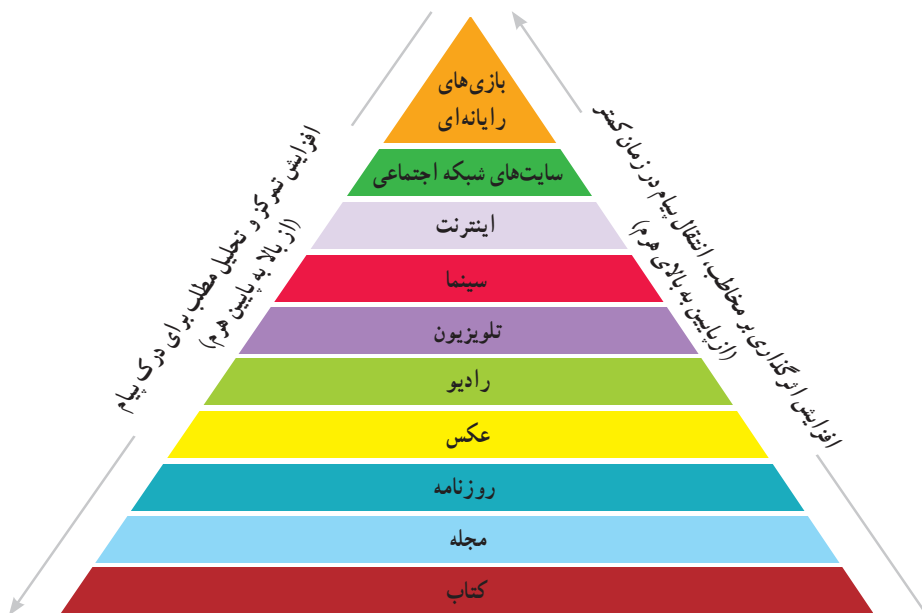 بازی‌های
رایانه‌ای
سایت‌های شبکه اجتماعی
اینترنت
سینما
تلویزیون
رادیو
عکس
روزنامه
مجله
کتاب
افزایش اثرگذاری بر مخاطب، انتقال پیام در زمان کمتر
(از پایین به بالای هرم)
افزایش تمرکز و تحلیل مطلب برای درک پیام
(از بالا به پایین هرم)